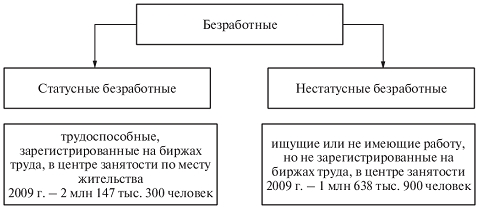 Безработные
Статусные безработные
Нестатусные безработные
трудоспособные,
зарегистрированные на биржах
труда, в центре занятости по месту
жительства
2009 г. — 2 млн 147 тыс. 300 человек
ищущие или не имеющие работу,
но не зарегистрированные на
биржах труда, в центре занятости
2009 г. — 1 млн 638 тыс. 900 человек